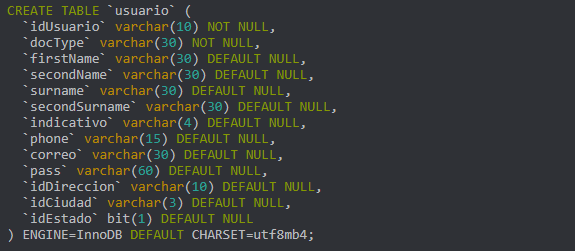 CREATE TABLE `usuario` (
  `idUsuario` varchar(10) NOT NULL,
  `docType` varchar(30) NOT NULL,
  `firstName` varchar(30) DEFAULT NULL,
  `secondName` varchar(30) DEFAULT NULL,
  `surname` varchar(30) DEFAULT NULL,
  `secondSurname` varchar(30) DEFAULT NULL,
  `indicativo` varchar(4) DEFAULT NULL,
  `phone` varchar(15) DEFAULT NULL,
  `correo` varchar(30) DEFAULT NULL,
  `pass` varchar(60) DEFAULT NULL,
  `idDireccion` varchar(10) DEFAULT NULL,
  `idCiudad` varchar(3) DEFAULT NULL,
  `idEstado` bit(1) DEFAULT NULL
) ENGINE=InnoDB DEFAULT CHARSET=utf8mb4;